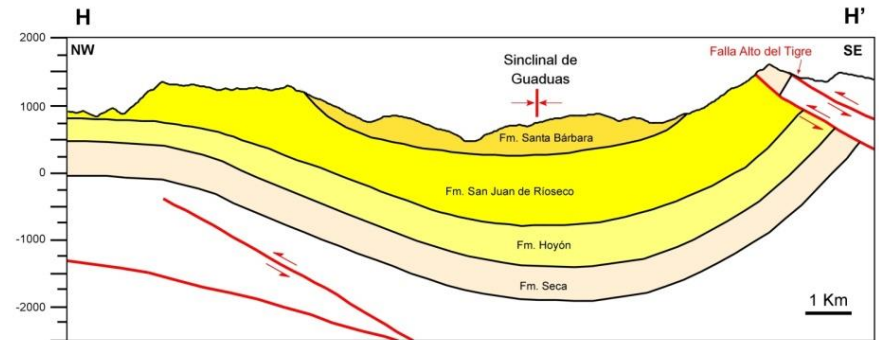 H
H'
2000
NW
SE
Falla Alto del Tigre
Sinclinal de
Guaduas
1000
Fm. Santa Bárbara
0
Fm. San Juan de Ríoseco
-1000
Fm. Hoyón
Fm. Seca
-2000
1 Km